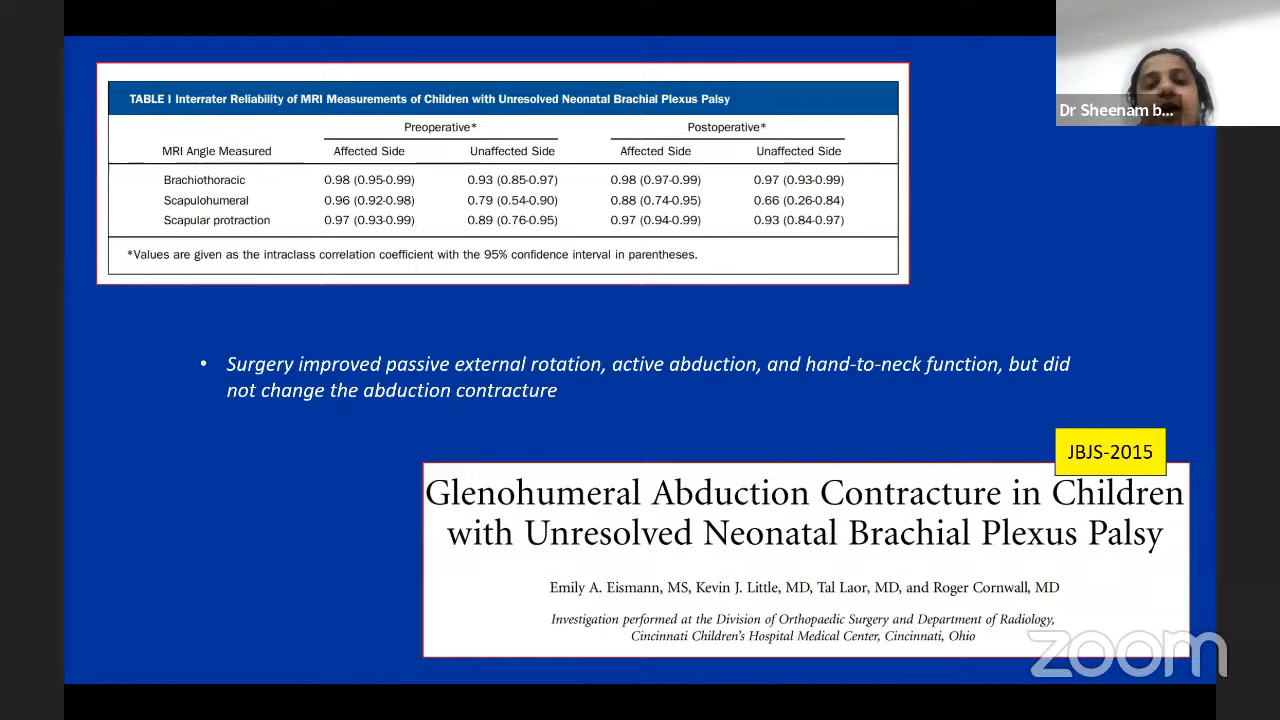 Dr Sheenam b...
TABLE I Interrater Reliability of MRI Measurements of Children with Unresolved Neonatal Brachial Plexus Palsy
Preoperative* Postoperative*
MRI Angle Measured Affected Side Unaffected Side Affected Side Unaffected Side
Brachiothoracic 0.98 (0.95-0.99) 0.93 (0.85-0.97) 0.98 (0.97-0.99) 0.97 (0.93-0.99)
Scapulohumeral 0.96 (0.92-0.98) 0.79 (0.54-0.90) 0.88 (0.74-0.95) 0.66 (0.26-0.84)
Scapular protraction 0.97 (0.93-0.99) 0.89 (0.76-0.95) 0.97 (0.94-0.99) 0.93 (0.84-0.97)
*Values are given as the intraclass correlation coefficient with the 95% confidence interval in parentheses.
• Surgery improved passive external rotation, active abduction, and hand-to-neck function, but did
not change the abduction contracture
JBJS-2015
Glenohumeral Abduction Contracture in Children
with Unresolved Neonatal Brachial Plexus Palsy
Emily A. Eismann, MS, Kevin J. Little, MD, Tal Laor, MD, and Roger Cornwall, MD
Investigation performed at the Division of Orthopaedic Surgery and Department of Radiology,
Cincinnati Children's Hospital Medical Center, Cincinnati, Ohio
zoom